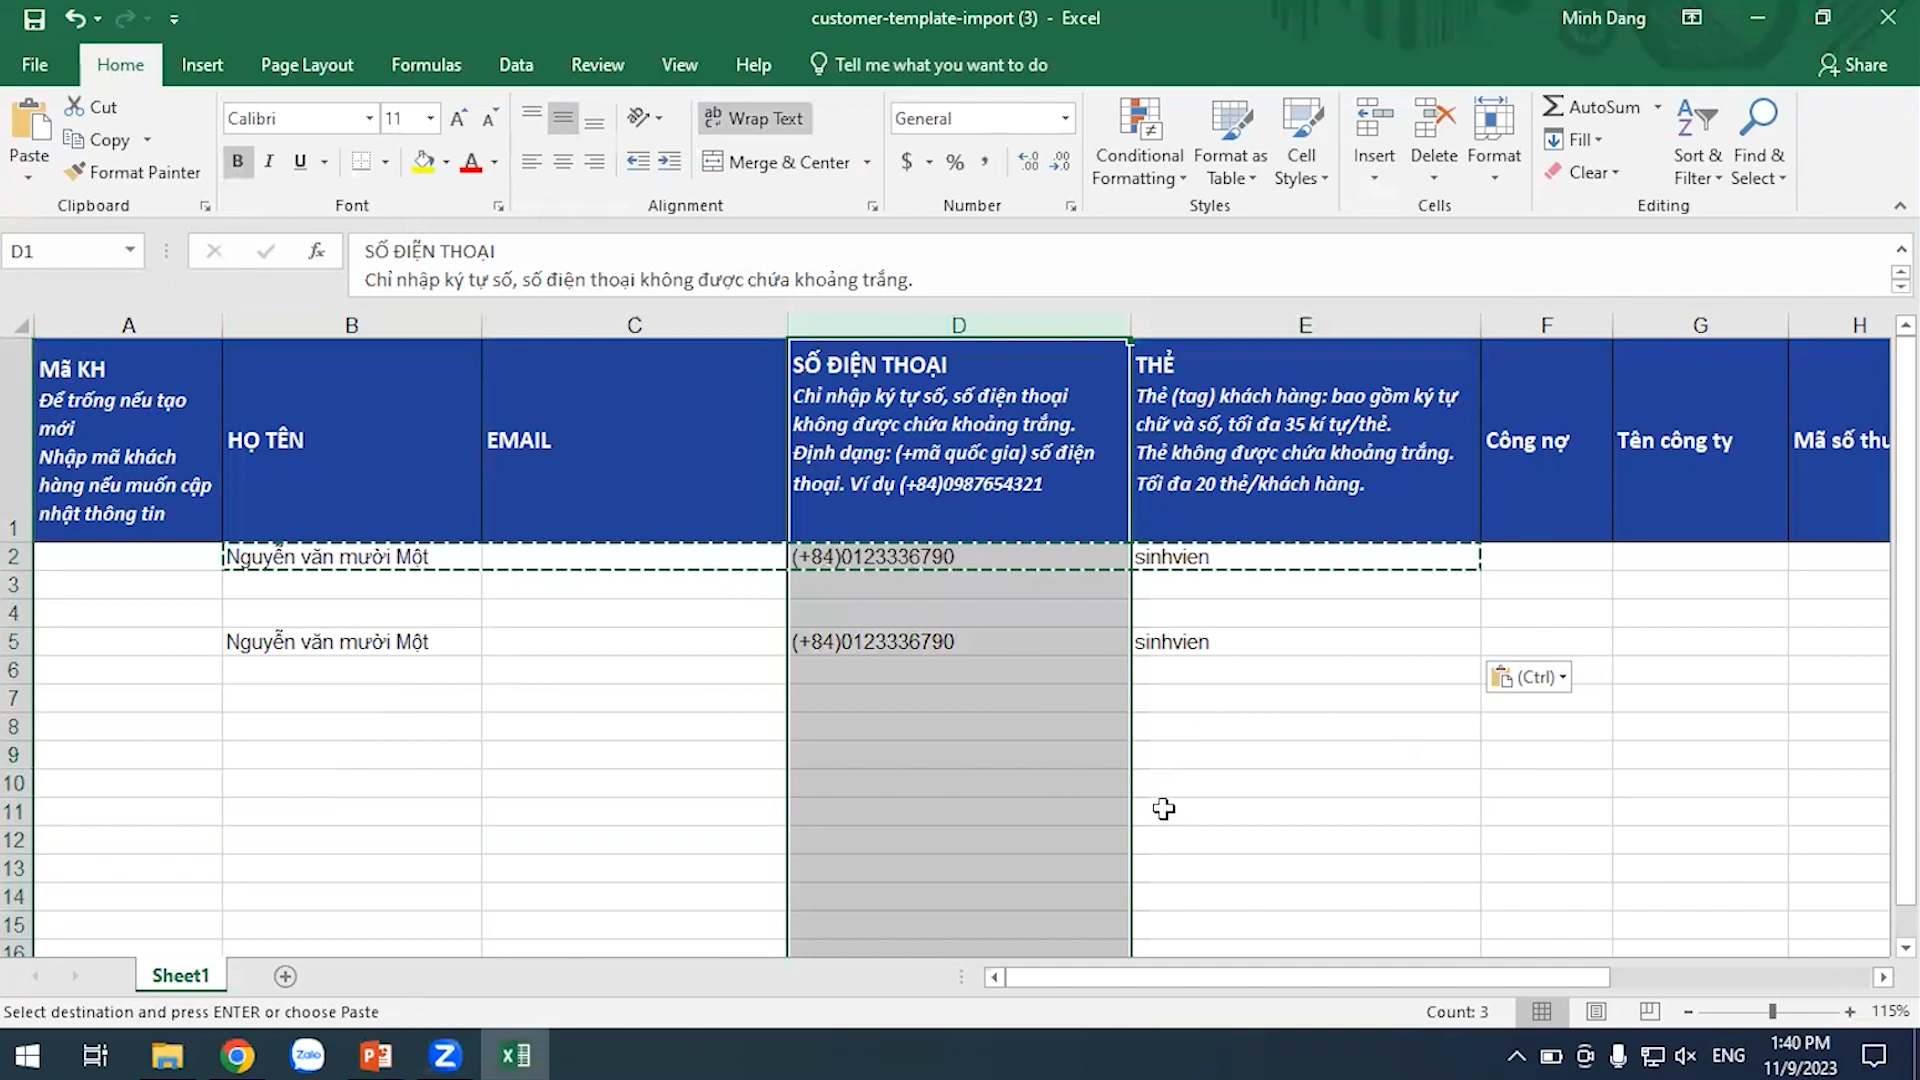 customer-template-import (3) - Excel
Minh Dang
File
Home
Insert
Page Layout
Formulas
Data
Review
View
Help
Tell me what you want to do
Share
Paste
Cut
Copy
Format Painter
Clipboard
Calibri
11
B I U
Font
Wrap Text
Merge & Center
Alignment
General
$ % ,
Number
Conditional
Formatting
Format as
Table
Cell
Styles
Styles
Insert
Delete
Format
Cells
AutoSum
Fill
Clear
Sort &
Filter
Find &
Select
Editing
D1
fx
SỐ ĐIỆN THOẠI
Chỉ nhập ký tự số, số điện thoại không được chứa khoảng trắng.
A B C D E F G H
1
Mã KH
Để trống nếu tạo
mới
Nhập mã khách
hàng nếu muốn cập
nhật thông tin
HỌ TÊN
EMAIL
SỐ ĐIỆN THOẠI
Chỉ nhập ký tự số, số điện thoại
không được chứa khoảng trắng.
Định dạng: (+mã quốc gia) số điện
thoại. Ví dụ (+84)0987654321
THẺ
Thẻ (tag) khách hàng: bao gồm ký tự
chữ và số, tối đa 35 kí tự/thẻ.
Thẻ không được chứa khoảng trắng.
Tối đa 20 thẻ/khách hàng.
Công nợ
Tên công ty
Mã số thu
2 Nguyễn văn mười Một (+84)0123336790 sinhvien
3
4
5 Nguyễn văn mười Một (+84)0123336790 sinhvien
6
(Ctrl)
7
8
9
10
11
12
13
14
15
16
Sheet1
Select destination and press ENTER or choose Paste
Count: 3
115%
Zalo
ENG
1:40 PM
11/9/2023